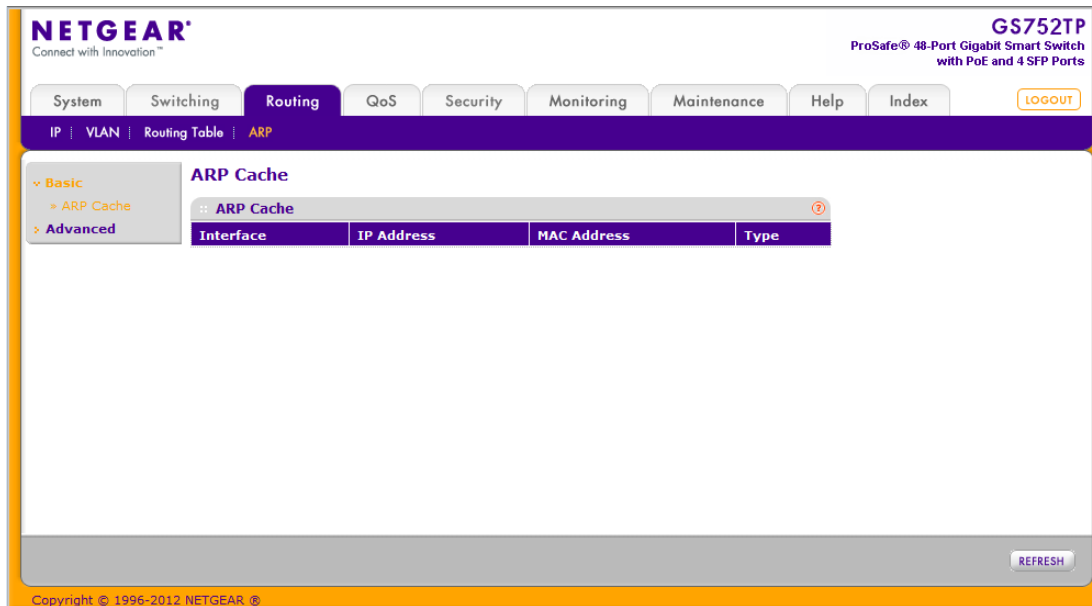 NETGEAR®
Connect with Innovation™
GS752TP
ProSafe® 48-Port Gigabit Smart Switch
with PoE and 4 SFP Ports
System Switching Routing QoS Security Monitoring Maintenance Help Index LOGOUT
IP VLAN Routing Table ARP
Basic
» ARP Cache
Advanced
ARP Cache
ARP Cache ?
Interface IP Address MAC Address Type
REFRESH
Copyright © 1996-2012 NETGEAR ®